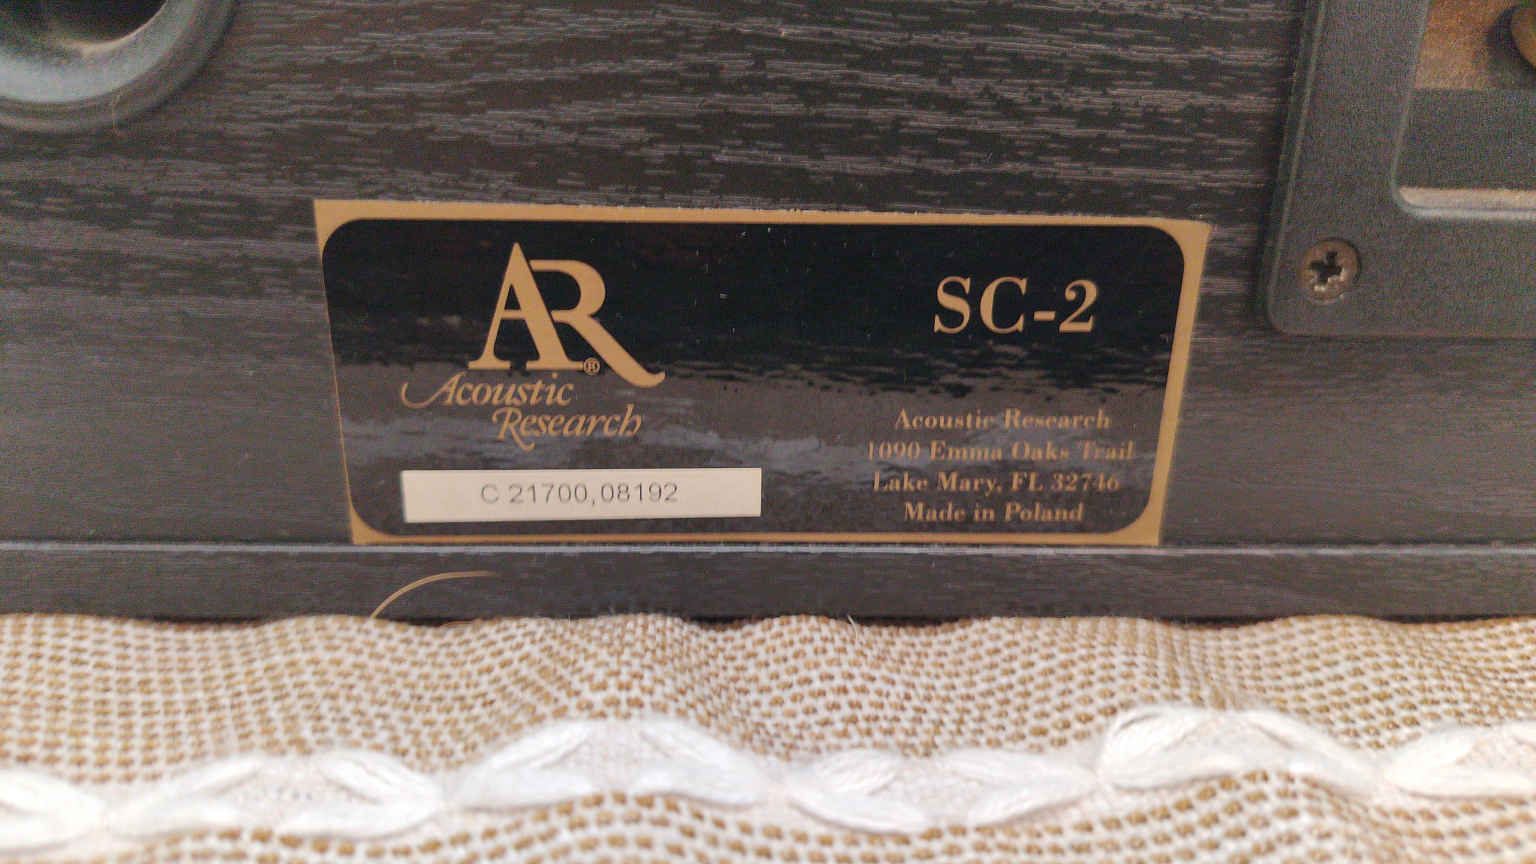 AR®
Acoustic
Research
C 21700,08192
SC-2
Acoustic Research
1090 Emma Oaks Trail
Lake Mary, FL 32746
Made in Poland